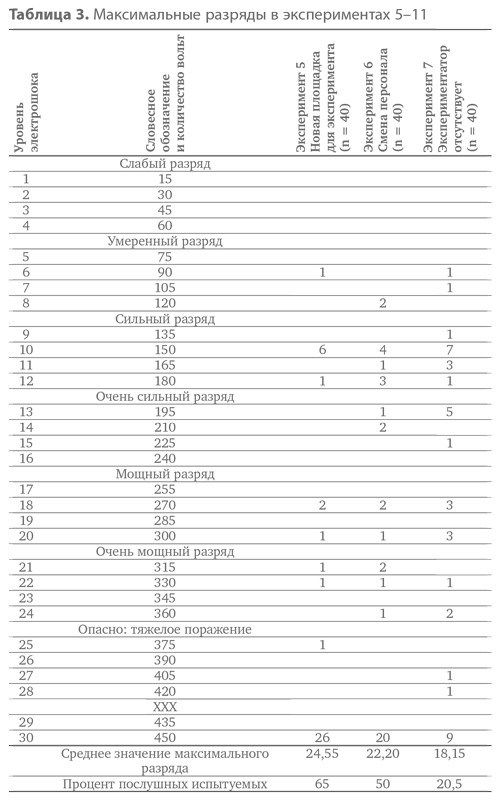 Таблица 3. Максимальные разряды в экспериментах 5–11
Уровень
электрошока
Словесное
обозначение
и количество вольт
Эксперимент 5
Новая площадка
для эксперимента
(n = 40)
Эксперимент 6
Смена персонала
(n = 40)
Эксперимент 7
Экспериментатор
отсутствует
(n = 40)
Слабый разряд
1 15
2 30
3 45
4 60
Умеренный разряд
5 75
6 90 1 1
7 105 1
8 120 2
Сильный разряд
9 135 1
10 150 6 4 7
11 165 1 3
12 180 1 3 1
Очень сильный разряд
13 195 1 5
14 210 2
15 225 1
16 240
Мощный разряд
17 255
18 270 2 2 3
19 285
20 300 1 1 3
Очень мощный разряд
21 315 1 2
22 330 1 1 1
23 345
24 360 1 2
Опасно: тяжелое поражение
25 375 1
26 390
27 405 1
28 420 1
XXX
29 435
30 450 26 20 9
Среднее значение максимального
разряда
24,55 22,20 18,15
Процент послушных испытуемых 65 50 20,5